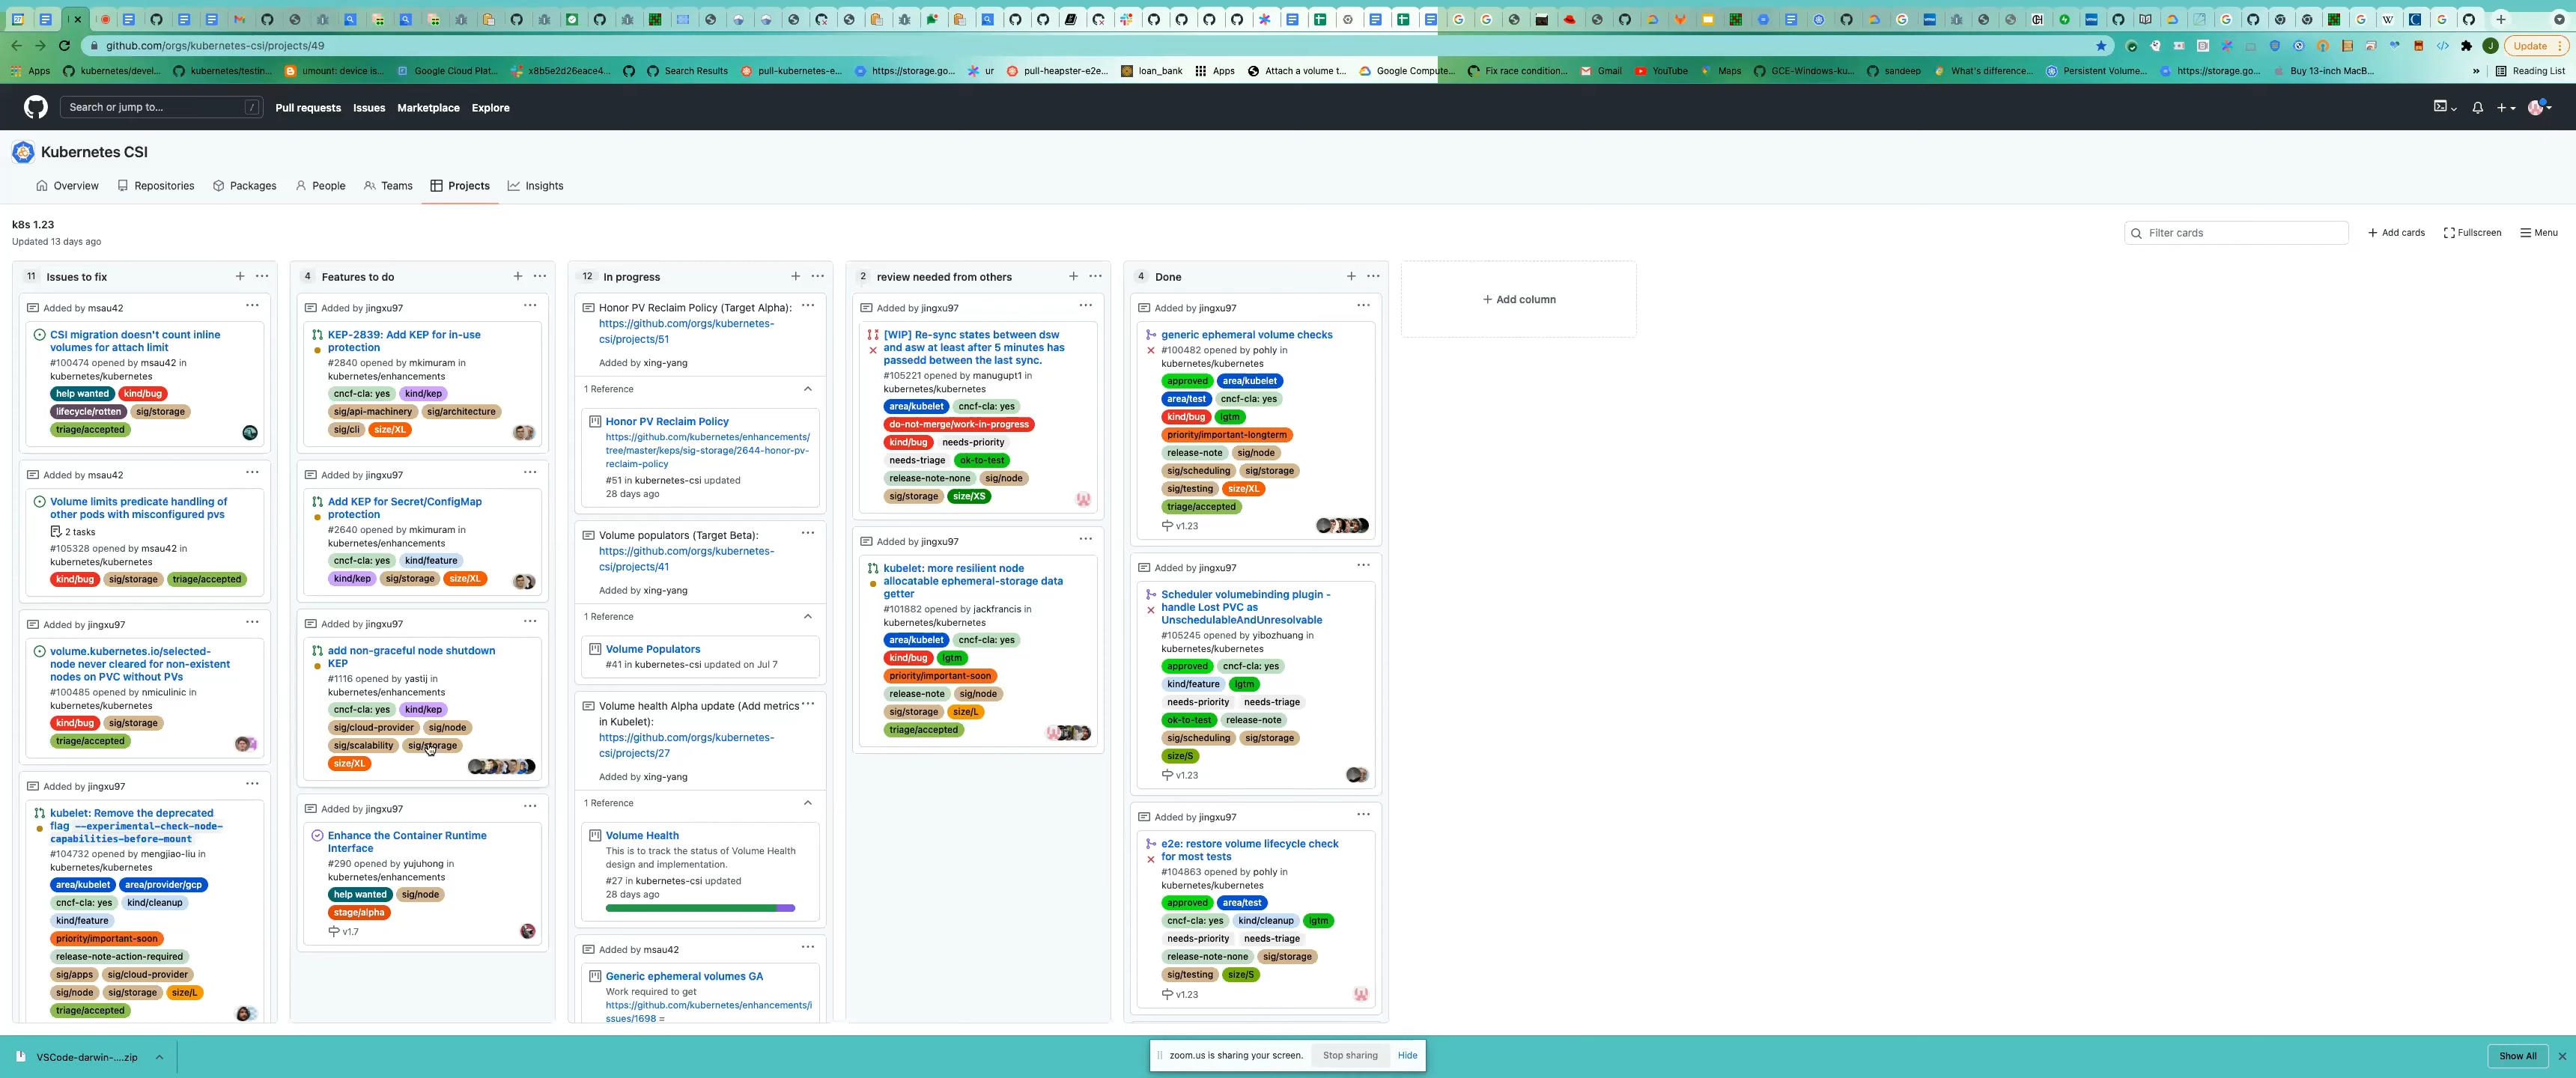 github.com/orgs/kubernetes-csi/projects/49
Update
Apps
kubernetes/devel...
kubernetes/testin...
umount: device is...
Google Cloud Plat...
x8b5e2d26eace4...
Search Results
pull-kubernetes-e...
https://storage.go...
ur
pull-heapster-e2e...
loan_bank
Apps
Attach a volume t...
Google Compute...
Fix race condition...
Gmail
YouTube
Maps
GCE-Windows-ku...
sandeep
What's difference...
Persistent Volume...
https://storage.go...
Buy 13-inch MacB...
»
Reading List
Search or jump to...
/
Pull requests
Issues
Marketplace
Explore
Kubernetes CSI
Overview
Repositories
Packages
People
Teams
Projects
Insights
k8s 1.23
Updated 13 days ago
Filter cards
+ Add cards
Fullscreen
Menu
11 Issues to fix
Added by msau42
CSI migration doesn't count inline
volumes for attach limit
#100474 opened by msau42 in
kubernetes/kubernetes
help wanted kind/bug
lifecycle/rotten sig/storage
triage/accepted
Added by msau42
Volume limits predicate handling of
other pods with misconfigured pvs
2 tasks
#105328 opened by msau42 in
kubernetes/kubernetes
kind/bug sig/storage triage/accepted
Added by jingxu97
volume.kubernetes.io/selected-
node never cleared for non-existent
nodes on PVC without PVs
#100485 opened by nmiculinic in
kubernetes/kubernetes
kind/bug sig/storage
triage/accepted
Added by jingxu97
kubelet: Remove the deprecated
flag --experimental-check-node-
capabilities-before-mount
#104732 opened by mengjiao-liu in
kubernetes/kubernetes
area/kubelet area/provider/gcp
cncf-cla: yes kind/cleanup
kind/feature
priority/important-soon
release-note-action-required
sig/apps sig/cloud-provider
sig/node sig/storage size/L
triage/accepted
4 Features to do
Added by jingxu97
KEP-2839: Add KEP for in-use
protection
#2840 opened by mkimuram in
kubernetes/enhancements
cncf-cla: yes kind/kep
sig/api-machinery sig/architecture
sig/cli size/XL
Added by jingxu97
Add KEP for Secret/ConfigMap
protection
#2640 opened by mkimuram in
kubernetes/enhancements
cncf-cla: yes kind/feature
kind/kep sig/storage size/XL
Added by jingxu97
add non-graceful node shutdown
KEP
#1116 opened by yastij in
kubernetes/enhancements
cncf-cla: yes kind/kep
sig/cloud-provider sig/node
sig/scalability sig/storage
size/XL
Added by jingxu97
Enhance the Container Runtime
Interface
#290 opened by yujuhong in
kubernetes/enhancements
help wanted sig/node
stage/alpha
v1.7
12 In progress
Honor PV Reclaim Policy (Target Alpha):
https://github.com/orgs/kubernetes-
csi/projects/51
Added by xing-yang
1 Reference
Honor PV Reclaim Policy
https://github.com/kubernetes/enhancements/
tree/master/keps/sig-storage/2644-honor-pv-
reclaim-policy
#51 in kubernetes-csi updated
28 days ago
Volume populators (Target Beta):
https://github.com/orgs/kubernetes-
csi/projects/41
Added by xing-yang
1 Reference
Volume Populators
#41 in kubernetes-csi updated on Jul 7
Volume health Alpha update (Add metrics
in Kubelet):
https://github.com/orgs/kubernetes-
csi/projects/27
Added by xing-yang
1 Reference
Volume Health
This is to track the status of Volume Health
design and implementation.
#27 in kubernetes-csi updated
28 days ago
Added by msau42
Generic ephemeral volumes GA
Work required to get
https://github.com/kubernetes/enhancements/i
ssues/1698 =
2 review needed from others
Added by jingxu97
[WIP] Re-sync states between dsw
and asw at least after 5 minutes has
passedd between the last sync.
#105221 opened by manugupt1 in
kubernetes/kubernetes
area/kubelet cncf-cla: yes
do-not-merge/work-in-progress
kind/bug needs-priority
needs-triage ok-to-test
release-note-none sig/node
sig/storage size/XS
Added by jingxu97
kubelet: more resilient node
allocatable ephemeral-storage data
getter
#101882 opened by jackfrancis in
kubernetes/kubernetes
area/kubelet cncf-cla: yes
kind/bug lgtm
priority/important-soon
release-note sig/node
sig/storage size/L
triage/accepted
4 Done
Added by jingxu97
generic ephemeral volume checks
#100482 opened by pohly in
kubernetes/kubernetes
approved area/kubelet
area/test cncf-cla: yes
kind/bug lgtm
priority/important-longterm
release-note sig/node
sig/scheduling sig/storage
sig/testing size/XL
triage/accepted
v1.23
Added by jingxu97
Scheduler volumebinding plugin -
handle Lost PVC as
UnschedulableAndUnresolvable
#105245 opened by yibozhuang in
kubernetes/kubernetes
approved cncf-cla: yes
kind/feature lgtm
needs-priority needs-triage
ok-to-test release-note
sig/scheduling sig/storage
size/S
v1.23
Added by jingxu97
e2e: restore volume lifecycle check
for most tests
#104863 opened by pohly in
kubernetes/kubernetes
approved area/test
cncf-cla: yes kind/cleanup lgtm
needs-priority needs-triage
release-note-none sig/storage
sig/testing size/S
v1.23
+ Add column
VSCode-darwin-....zip
zoom.us is sharing your screen.
Stop sharing
Hide
Show All